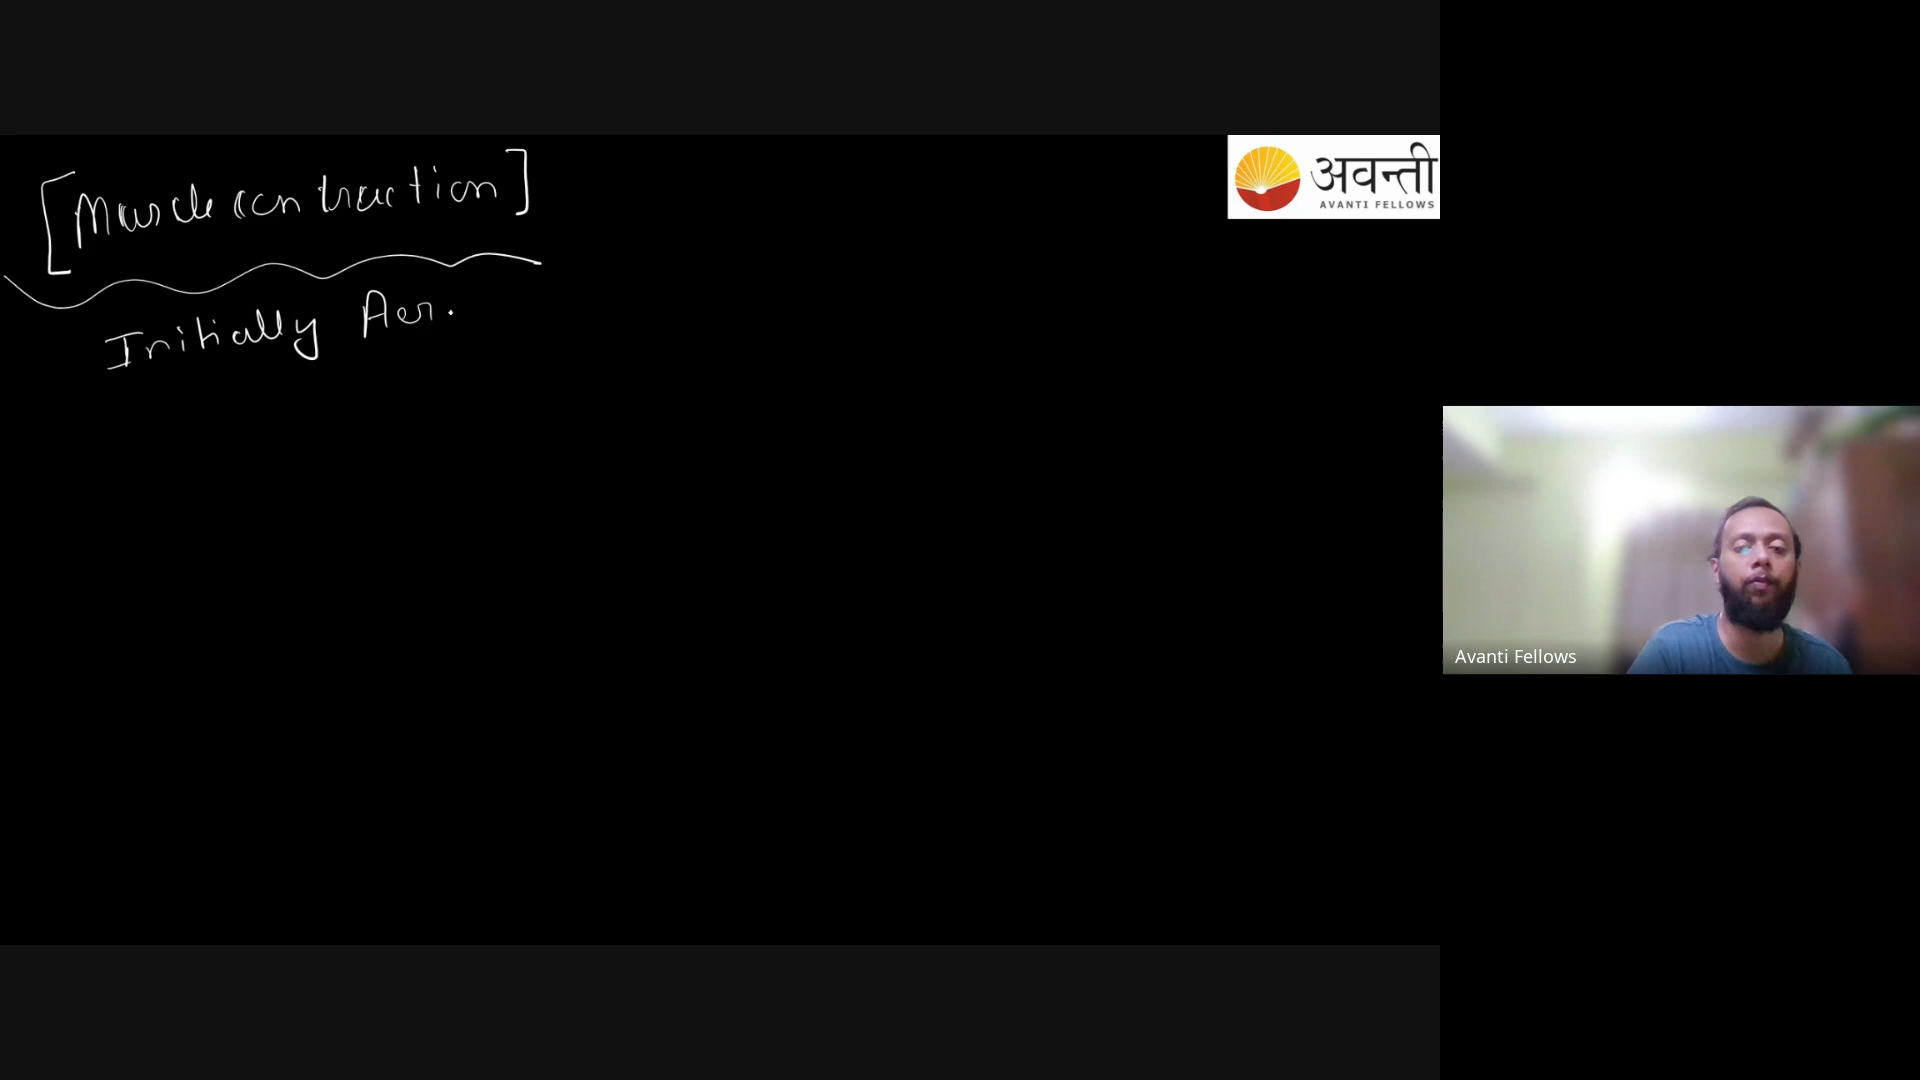 [Muscle contraction]
Initially Aer.
अवन्ती
AVANTI FELLOWS
Avanti Fellows